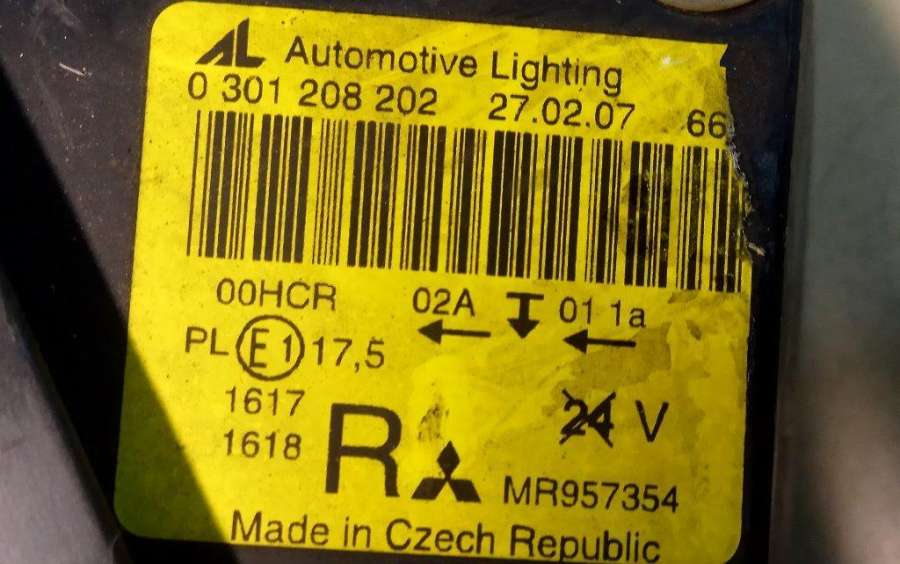 AL Automotive Lighting
0 301 208 202 27.02.07 66
00HCR 02A 01 1a
PL E1 17,5
1617
1618
R
24 V
MR957354
Made in Czech Republic